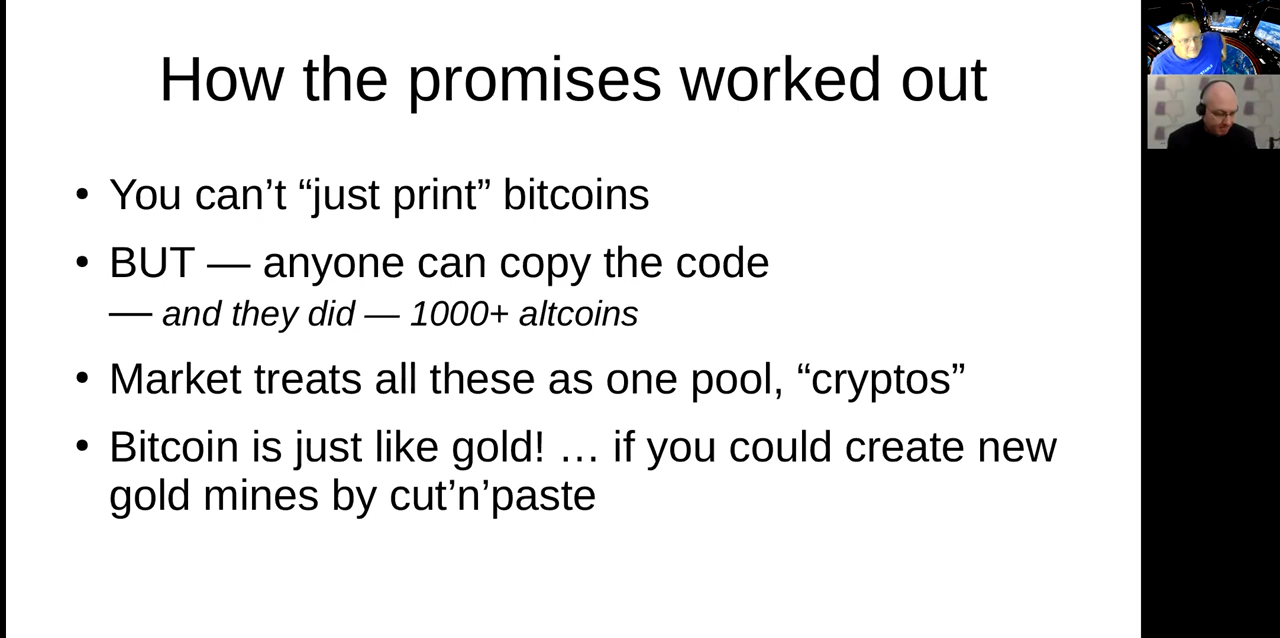 How the promises worked out
• You can’t “just print” bitcoins
• BUT — anyone can copy the code
— and they did — 1000+ altcoins
• Market treats all these as one pool, “cryptos”
• Bitcoin is just like gold! … if you could create new
gold mines by cut’n’paste